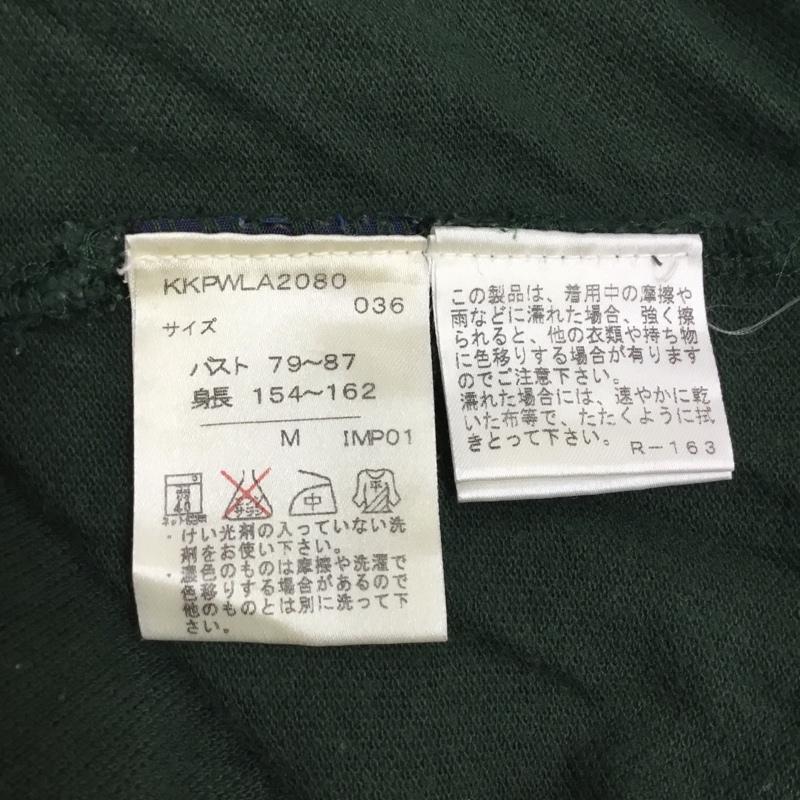 KKPWLA2080
036
サイズ
バスト 79〜87
身長 154〜162
M IMP01
中
平
・けい光剤の入っていない洗
剤をお使い下さい。
・濃色のものは摩擦や洗濯で
色移りする場合があるので
他のものとは別に洗って下
さい。
この製品は、着用中の摩擦や
雨などに濡れた場合、強く擦
られると、他の衣類や持ち物
に色移りする場合が有ります
のでご注意下さい。
濡れた場合には、速やかに乾
いた布等で、たたくように拭
きとって下さい。
R-163